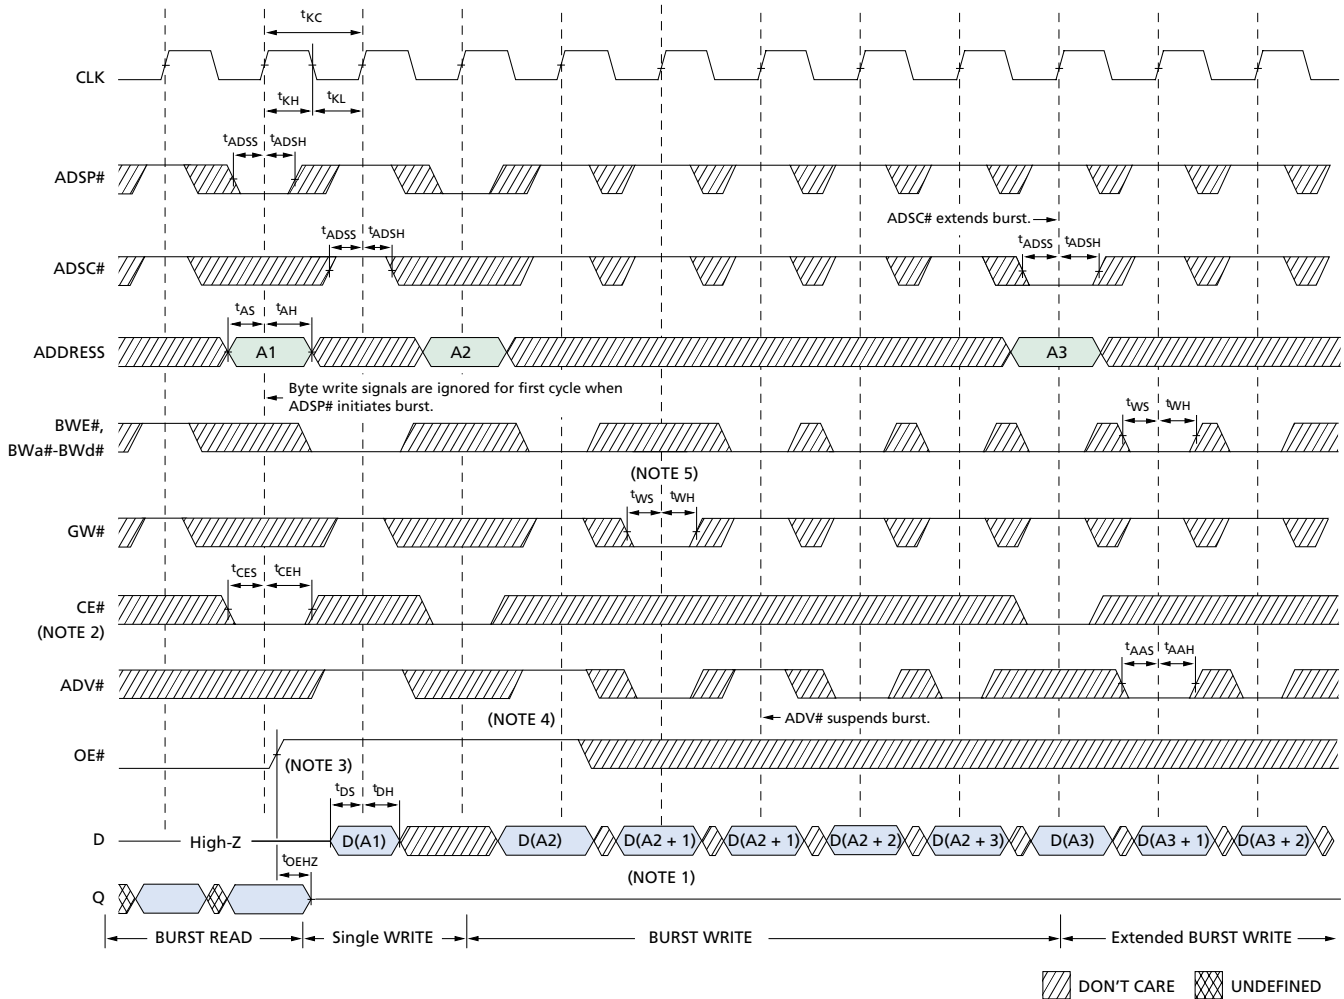 tKC
CLK
tKH
tKL
tADSS
tADSH
ADSP#
ADSC# extends burst.
tADSS
tADSH
tADSS
tADSH
ADSC#
tAS
tAH
ADDRESS
A1
A2
A3
Byte write signals are ignored for first cycle when
ADSP# initiates burst.
BWE#,
BWa#-BWd#
tWS
tWH
(NOTE 5)
tWS
tWH
GW#
tCES
tCEH
CE#
(NOTE 2)
tAAS
tAAH
ADV#
(NOTE 4)
ADV# suspends burst.
OE#
(NOTE 3)
tDS
tDH
D
High-Z
D(A1)
D(A2)
D(A2 + 1)
D(A2 + 1)
D(A2 + 2)
D(A2 + 3)
D(A3)
D(A3 + 1)
D(A3 + 2)
tOEHZ
(NOTE 1)
Q
BURST READ
Single WRITE
BURST WRITE
Extended BURST WRITE
DON'T CARE
UNDEFINED